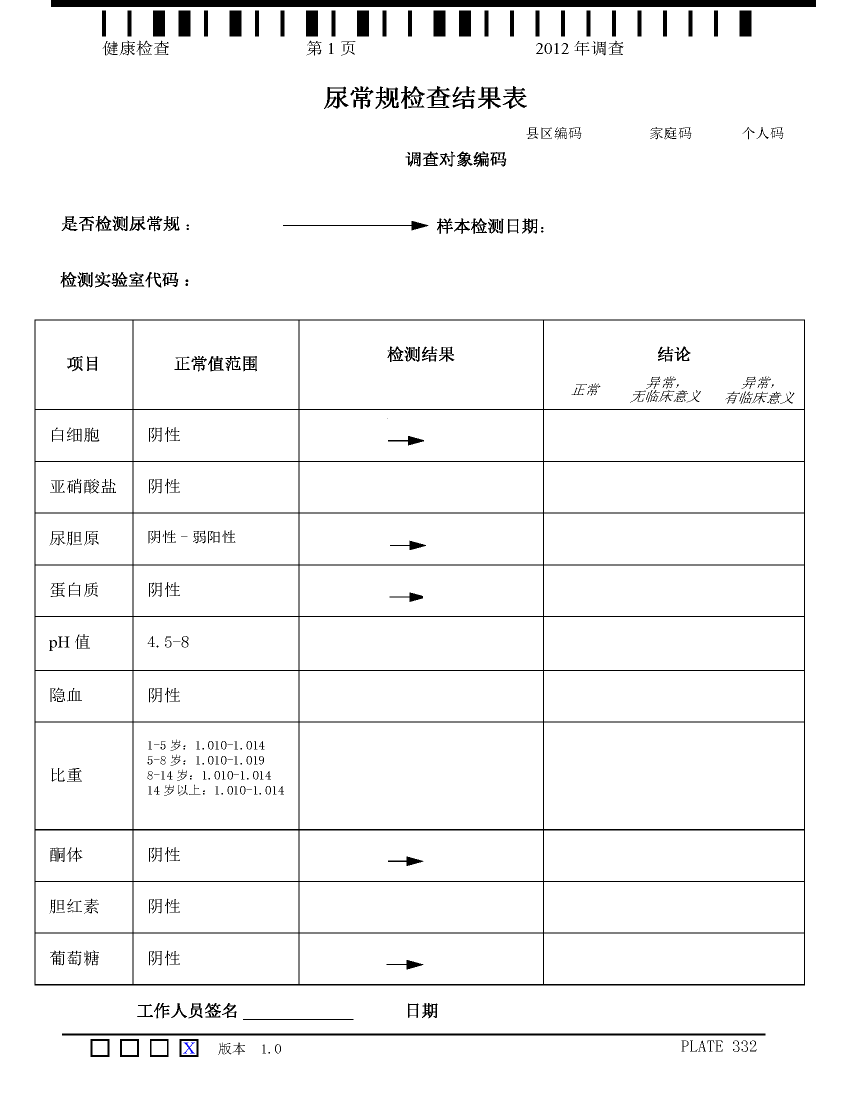 健康检查 第 1 页 2012 年调查
尿常规检查结果表
县区编码 家庭码 个人码
调查对象编码
是否检测尿常规： 样本检测日期：
检测实验室代码：
项目 正常值范围 检测结果 结论
正常 异常，无临床意义 异常，有临床意义
白细胞 阴性
亚硝酸盐 阴性
尿胆原 阴性－弱阳性
蛋白质 阴性
pH 值 4.5-8
隐血 阴性
比重
1-5 岁：1.010-1.014
5-8 岁：1.010-1.019
8-14 岁：1.010-1.014
14 岁以上：1.010-1.014
酮体 阴性
胆红素 阴性
葡萄糖 阴性
工作人员签名 日期
X 版本 1.0 PLATE 332